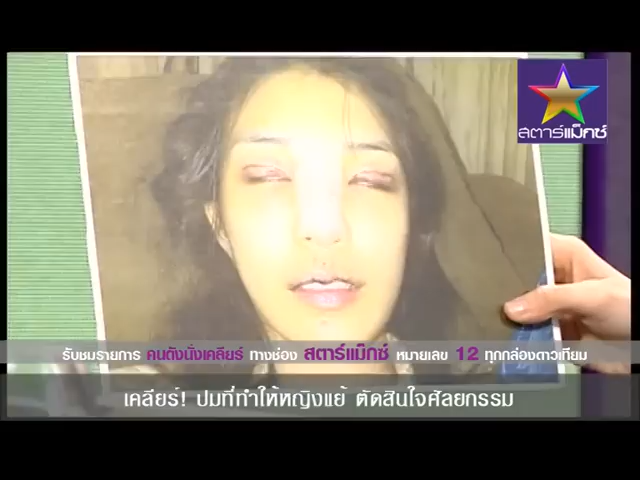 สตาร์แม็กซ์
รับชมรายการ คนดังนั่งเคลียร์ ทางช่อง สตาร์แม็กซ์ หมายเลข 12 ทุกกล่องดาวเทียม
เคลียร์! ปมที่ทำให้หญิงแย้ ตัดสินใจศัลยกรรม